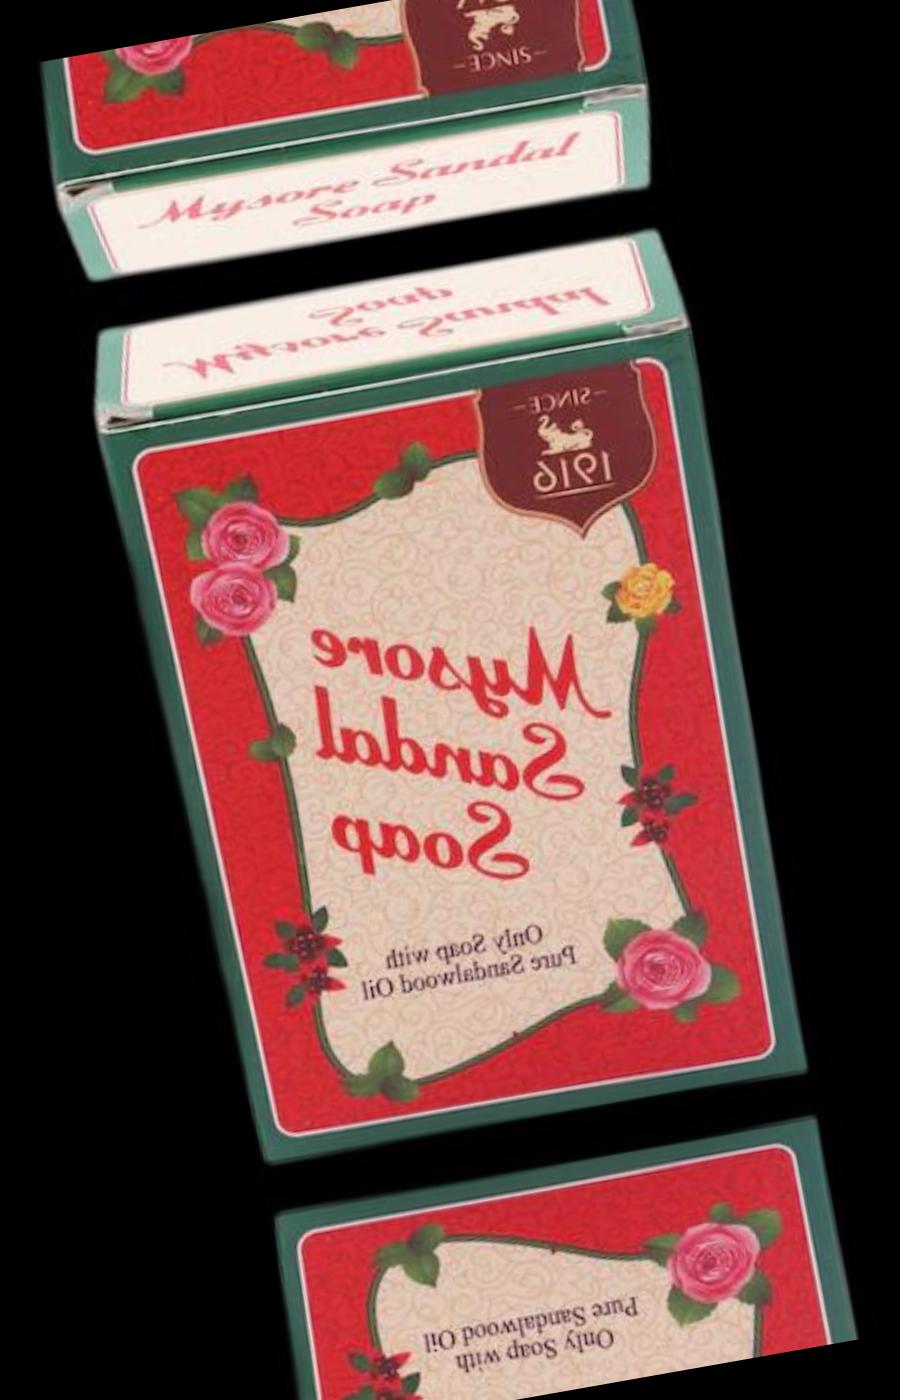 SINCE
Mysore Sandal
Soap
Mysore Sandal
Soap
SINCE
1916
Mysore
Sandal
Soap
Only Soap with
Pure Sandalwood Oil
Only Soap with
Pure Sandalwood Oil